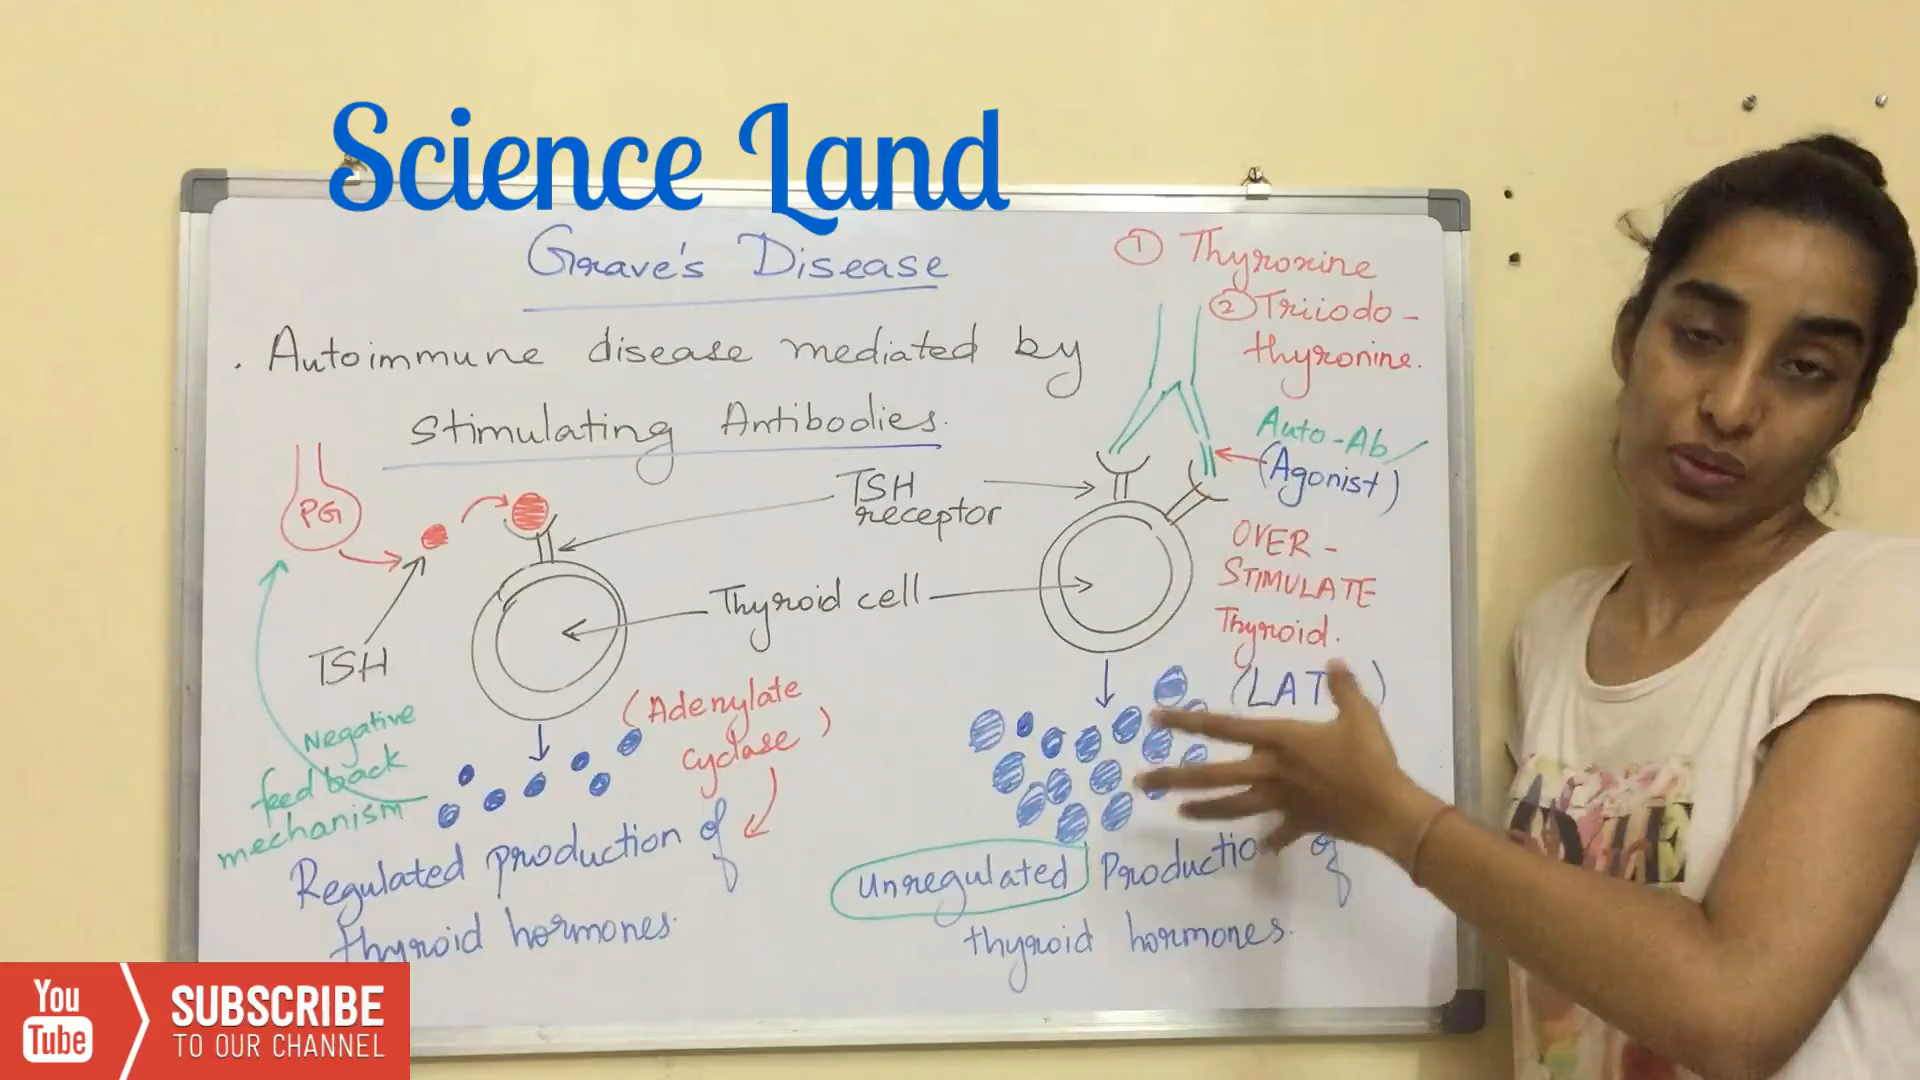 Science Land
Grave's Disease
① Thyroxine
② Triiodo-
thyronine.
. Autoimmune disease mediated by
Stimulating Antibodies.
Auto-Ab
(Agonist)
PG
TSH
receptor
OVER-
STIMULATE
Thyroid.
Thyroid cell
TSH
(LAT )
(Adenylate
cyclase)
Negative
feedback
mechanism
Regulated production of
thyroid hormones.
Unregulated Production of
thyroid hormones.
You
Tube
SUBSCRIBE
TO OUR CHANNEL